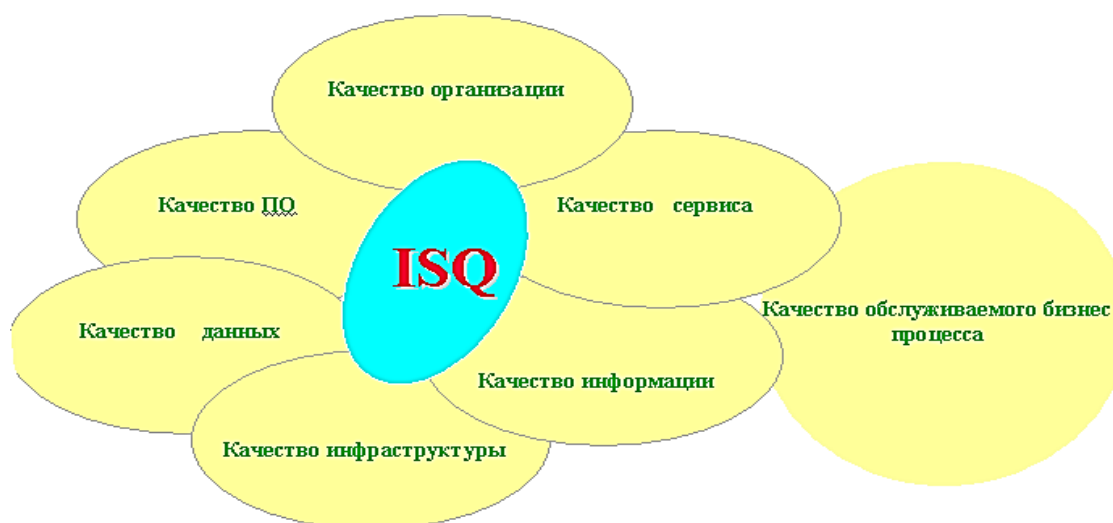 Качество организации
Качество ПО
Качество сервиса
ISQ
Качество обслуживаемого бизнес
процесса
Качество данных
Качество информации
Качество инфраструктуры